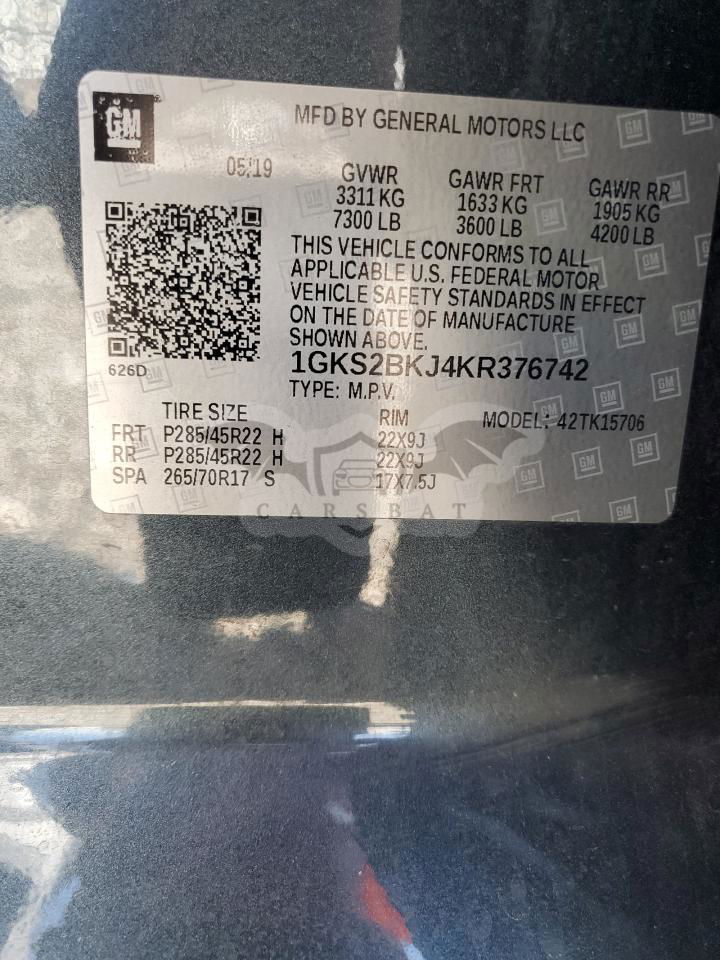 GM
MFD BY GENERAL MOTORS LLC
05/19
GVWR
3311 KG
7300 LB
GAWR FRT
1633 KG
3600 LB
GAWR RR
1905 KG
4200 LB
THIS VEHICLE CONFORMS TO ALL
APPLICABLE U.S. FEDERAL MOTOR
VEHICLE SAFETY STANDARDS IN EFFECT
ON THE DATE OF MANUFACTURE
SHOWN ABOVE.
626D
1GKS2BKJ4KR376742
TYPE: M.P.V.
MODEL: 42TK15706
TIRE SIZE RIM
FRT P285/45R22 H 22X9J
RR P285/45R22 H 22X9J
SPA 265/70R17 S 17X7.5J
CARSBAT